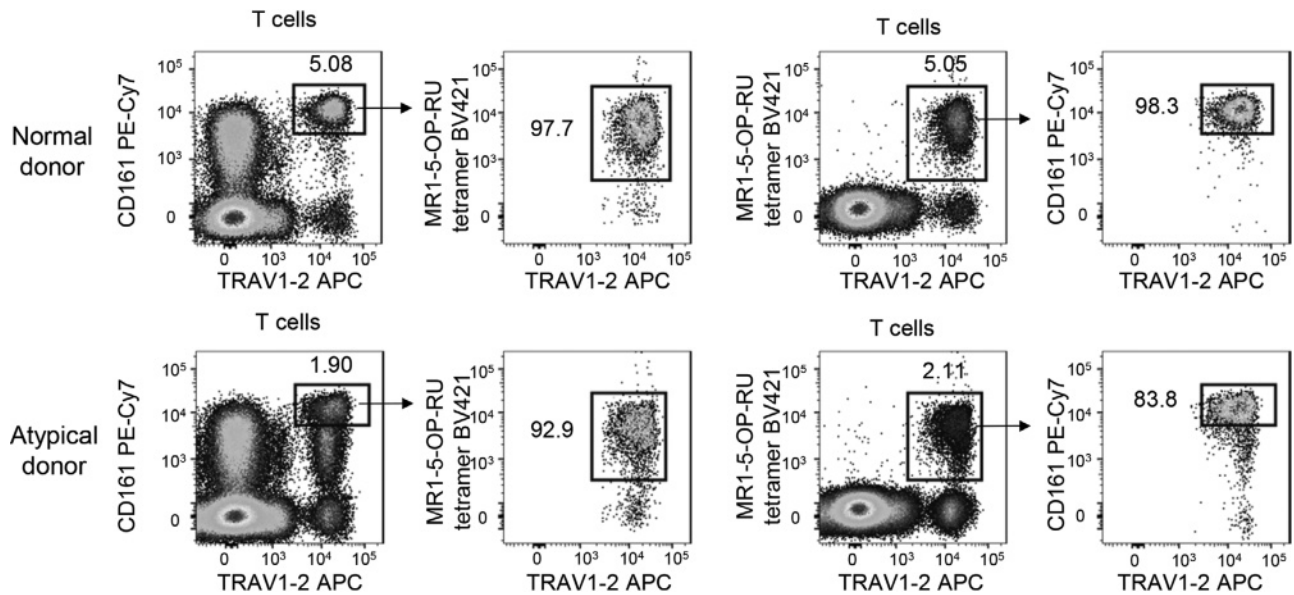 T cells
T cells
Normal
donor
CD161 PE-Cy7
10⁵
10⁴
10³
0
5.08
0
10³
10⁴
10⁵
TRAV1-2 APC
MR1-5-OP-RU
tetramer BV421
10⁵
10⁴
10³
0
97.7
0
10³
10⁴
10⁵
TRAV1-2 APC
MR1-5-OP-RU
tetramer BV421
10⁵
10⁴
10³
0
5.05
0
10³
10⁴
10⁵
TRAV1-2 APC
CD161 PE-Cy7
10⁵
10⁴
10³
0
98.3
0
10³
10⁴
10⁵
TRAV1-2 APC
T cells
T cells
Atypical
donor
CD161 PE-Cy7
10⁵
10⁴
10³
0
1.90
0
10³
10⁴
10⁵
TRAV1-2 APC
MR1-5-OP-RU
tetramer BV421
10⁵
10⁴
10³
0
92.9
0
10³
10⁴
10⁵
TRAV1-2 APC
MR1-5-OP-RU
tetramer BV421
10⁵
10⁴
10³
0
2.11
0
10³
10⁴
10⁵
TRAV1-2 APC
CD161 PE-Cy7
10⁵
10⁴
10³
0
83.8
0
10³
10⁴
10⁵
TRAV1-2 APC